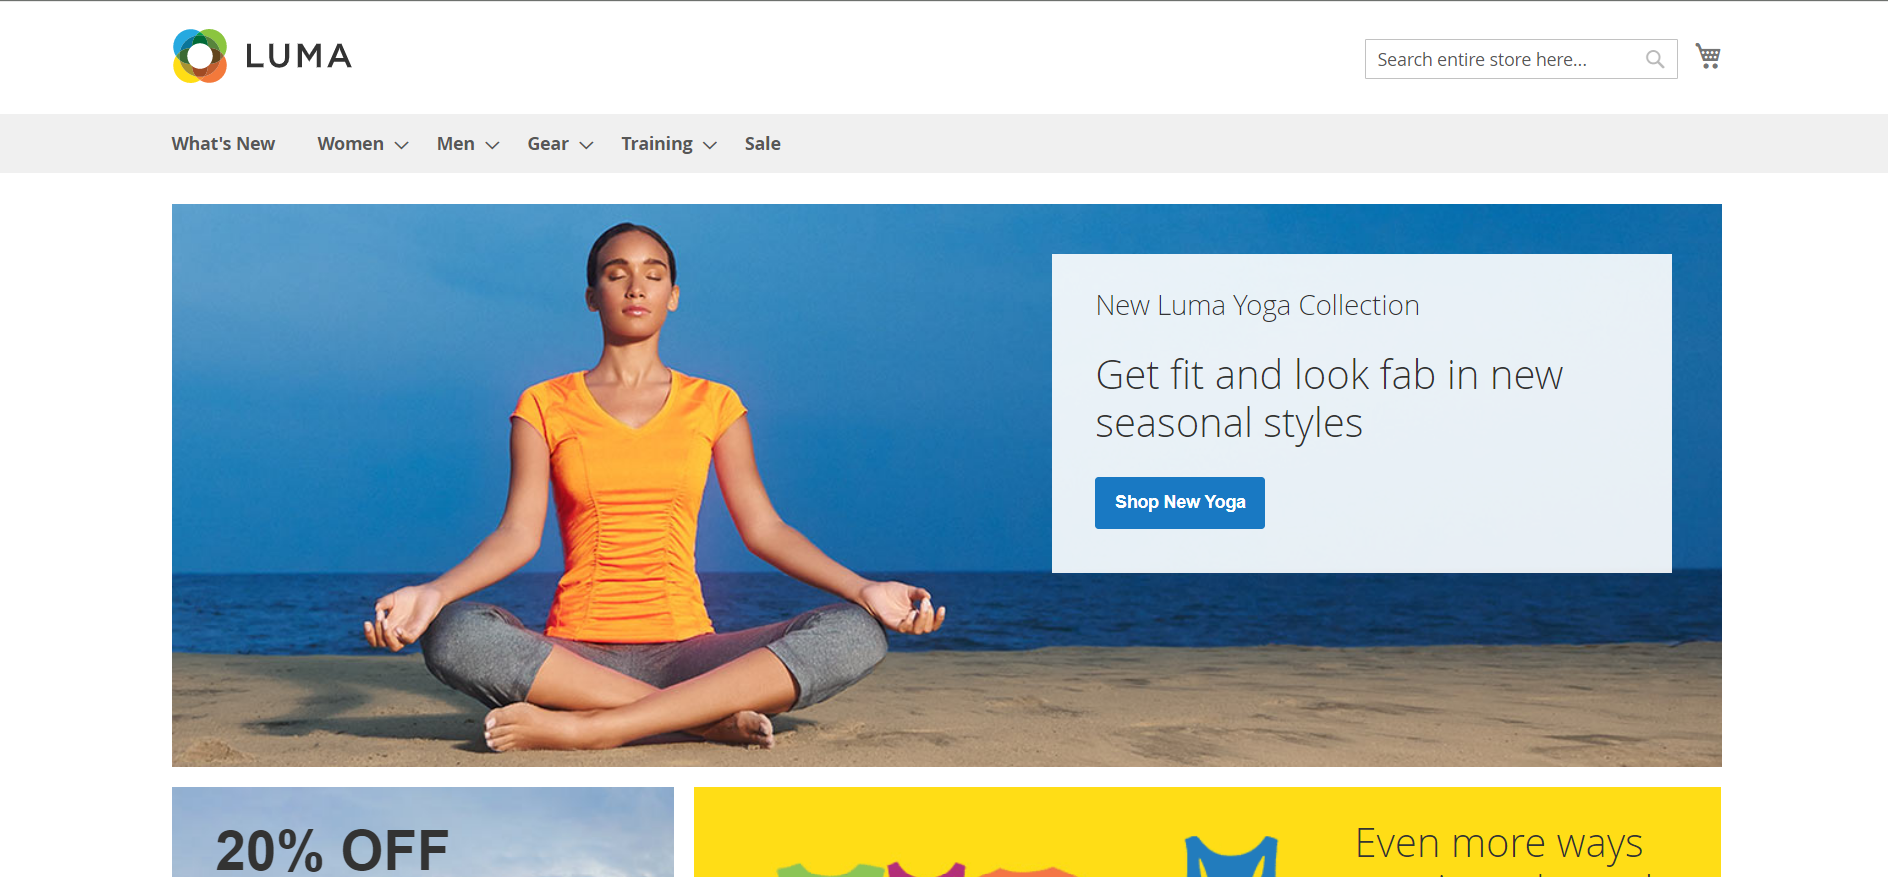 LUMA
Search entire store here...
What's New
Women
Men
Gear
Training
Sale
New Luma Yoga Collection
Get fit and look fab in new
seasonal styles
Shop New Yoga
20% OFF
Even more ways